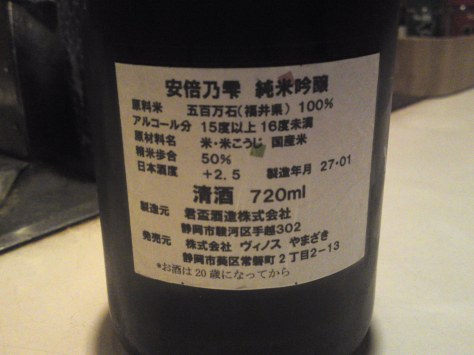 安倍乃雫 純米吟醸
原料米 五百万石(福井県) 100%
アルコール分 15度以上16度未満
原材料名 米・米こうじ 国産米
精米歩合 50%
日本酒度 +2.5 製造年月 27・01
清酒 720ml
製造元 君盃酒造株式会社
静岡市駿河区手越302
発売元 株式会社 ヴィノス やまざき
静岡市葵区常磐町2丁目2-13
*お酒は20歳になってから